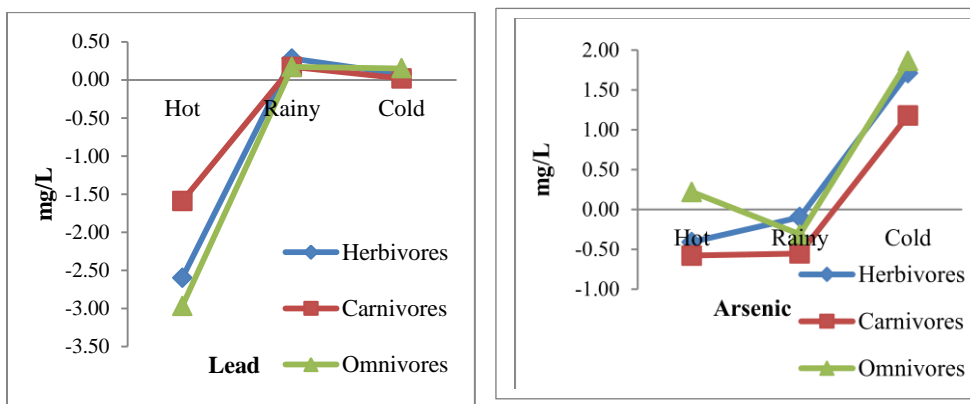 0.50
0.00
-0.50
-1.00
-1.50
-2.00
-2.50
-3.00
-3.50
mg/L
Hot Rainy Cold
Herbivores
Carnivores
Omnivores
Lead
2.00
1.50
1.00
0.50
0.00
-0.50
-1.00
mg/L
Hot Rainy Cold
Herbivores
Carnivores
Omnivores
Arsenic